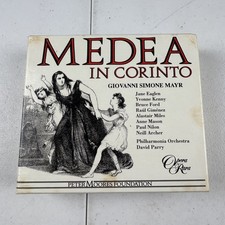 MEDEA
IN CORINTO
GIOVANNI SIMONE MAYR
Jane Eaglen
Yvonne Kenny
Bruce Ford
Raúl Giménez
Alastair Miles
Anne Mason
Paul Nilon
Neill Archer
Philharmonia Orchestra
David Parry
Opera
Rara
PETER MOORES FOUNDATION